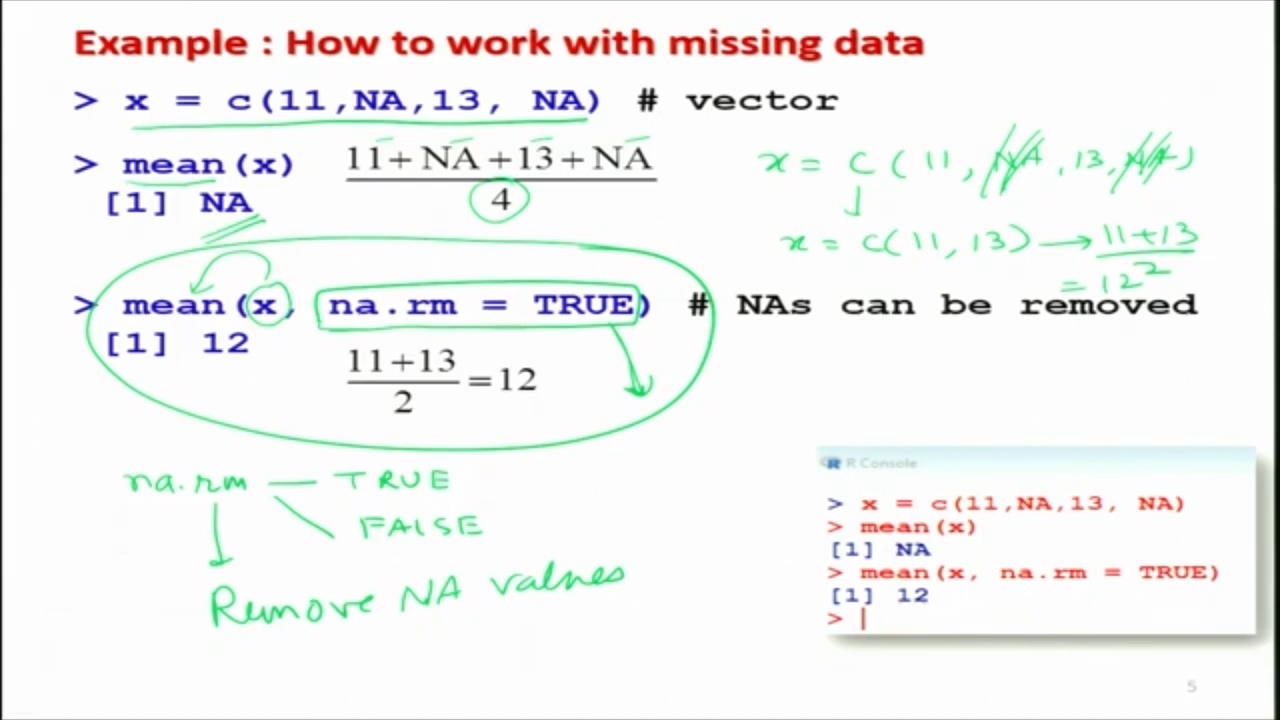 Example : How to work with missing data
> x = c(11,NA,13, NA) # vector
> mean(x)
[1] NA
11+ NA +13+ NA
4
x = c (11, NA, 13, NA)
x = c(11, 13) → 11+13
2
= 12
> mean(x, na.rm = TRUE) # NAs can be removed
[1] 12
11+13
2
=12
na.rm — TRUE
FALSE
Remove NA values
R Console
> x = c(11,NA,13, NA)
> mean(x)
[1] NA
> mean(x, na.rm = TRUE)
[1] 12
> |
5